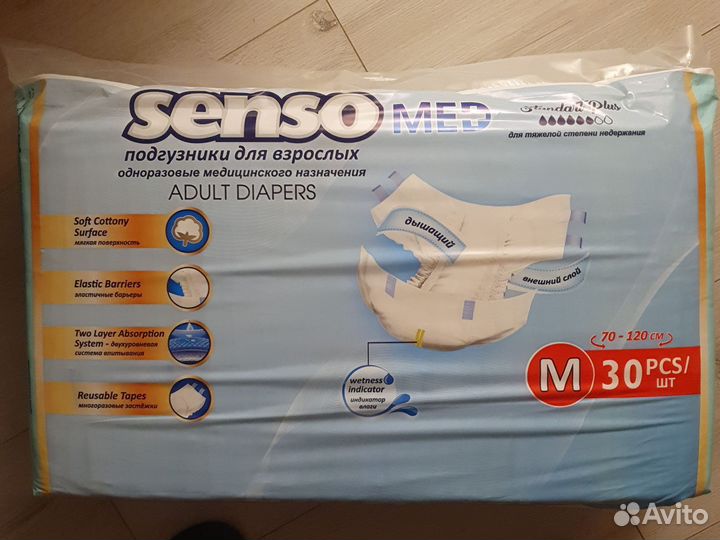 senso MED
Standart Plus
для тяжелой степени недержания
подгузники для взрослых
одноразовые медицинского назначения
ADULT DIAPERS
Soft Cottony
Surface
мягкая поверхность
Elastic Barriers
эластичные барьеры
Two Layer Absorption
System - двухуровневая
система впитывания
Reusable Tapes
многоразовые застёжки
дышащий
внешний слой
wetness
indicator
индикатор
влаги
70 - 120 см
M 30 PCS/
шт
Avito